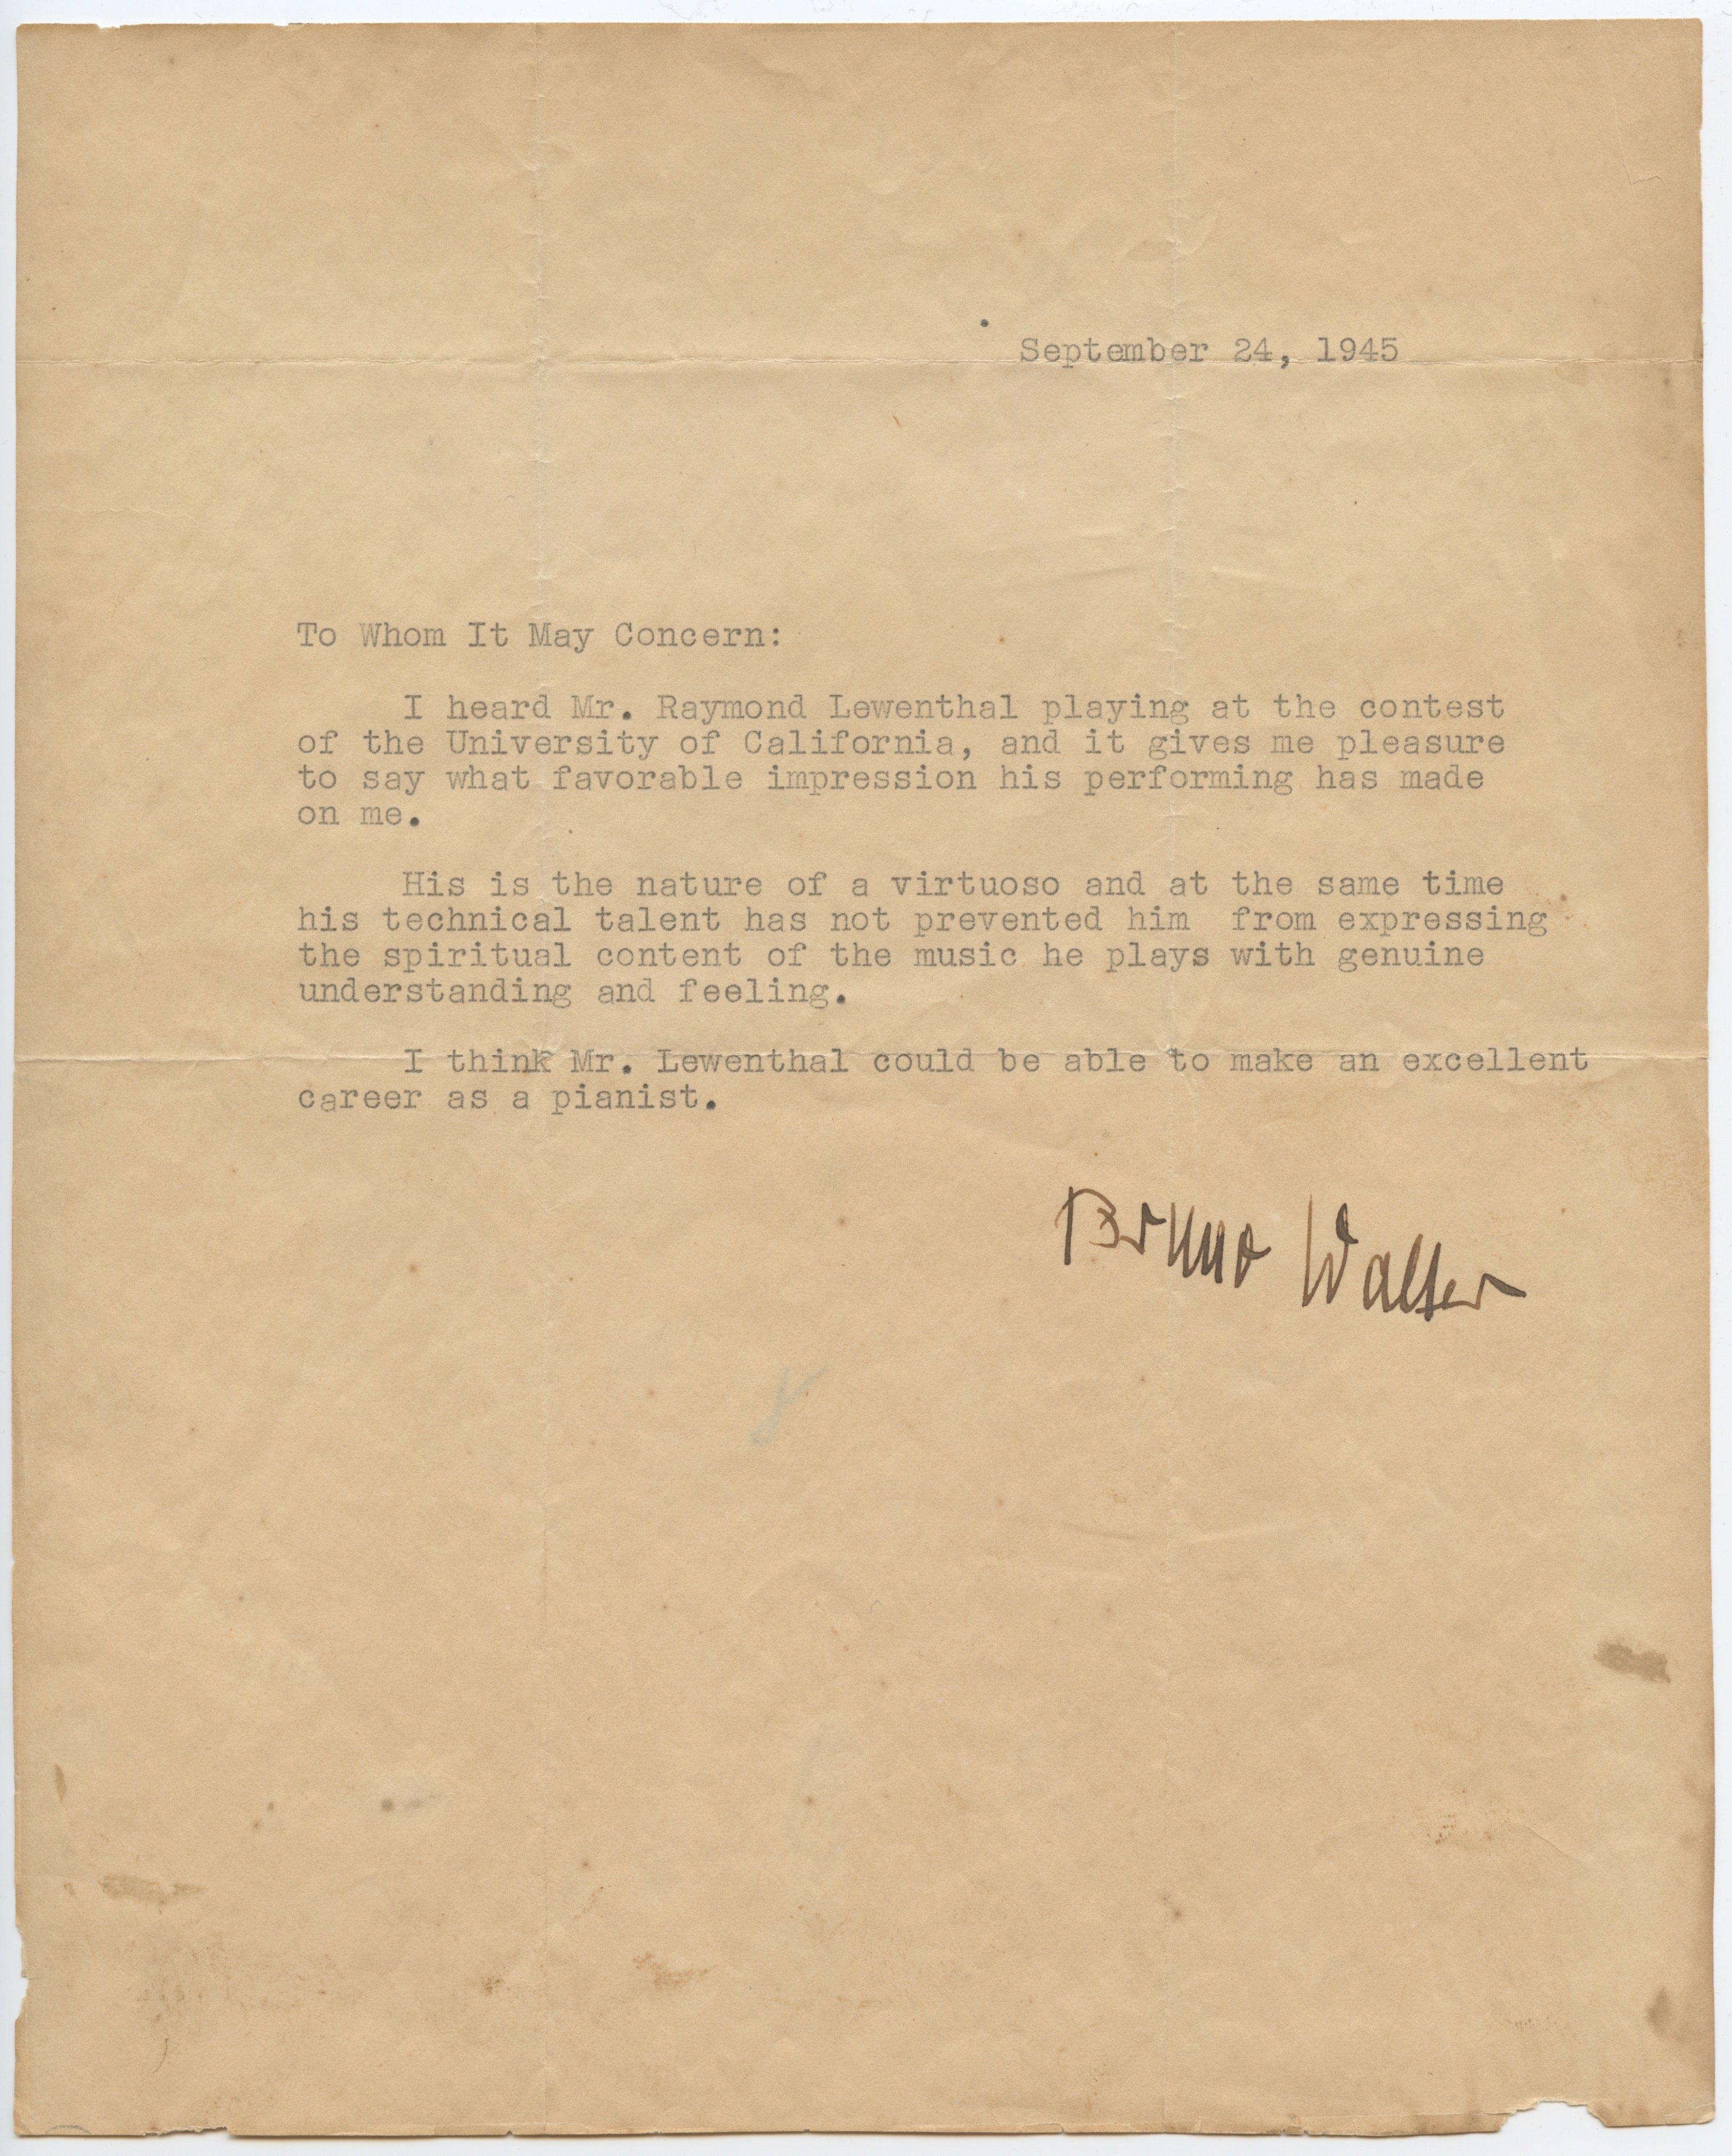 September 24, 1945
To Whom It May Concern:
I heard Mr. Raymond Lewenthal playing at the contest
of the University of California, and it gives me pleasure
to say what favorable impression his performing has made
on me.
His is the nature of a virtuoso and at the same time
his technical talent has not prevented him  from expressing
the spiritual content of the music he plays with genuine
understanding and feeling.
I think Mr. Lewenthal could be able to make an excellent
career as a pianist.
Bruno Walter